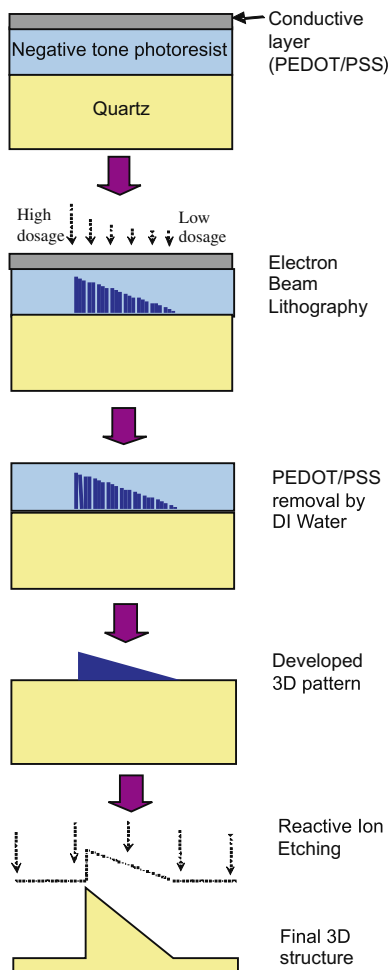 Conductive
layer
(PEDOT/PSS)
Negative tone photoresist
Quartz
High
dosage
Low
dosage
Electron
Beam
Lithography
PEDOT/PSS
removal by
DI Water
Developed
3D pattern
Reactive Ion
Etching
Final 3D
structure